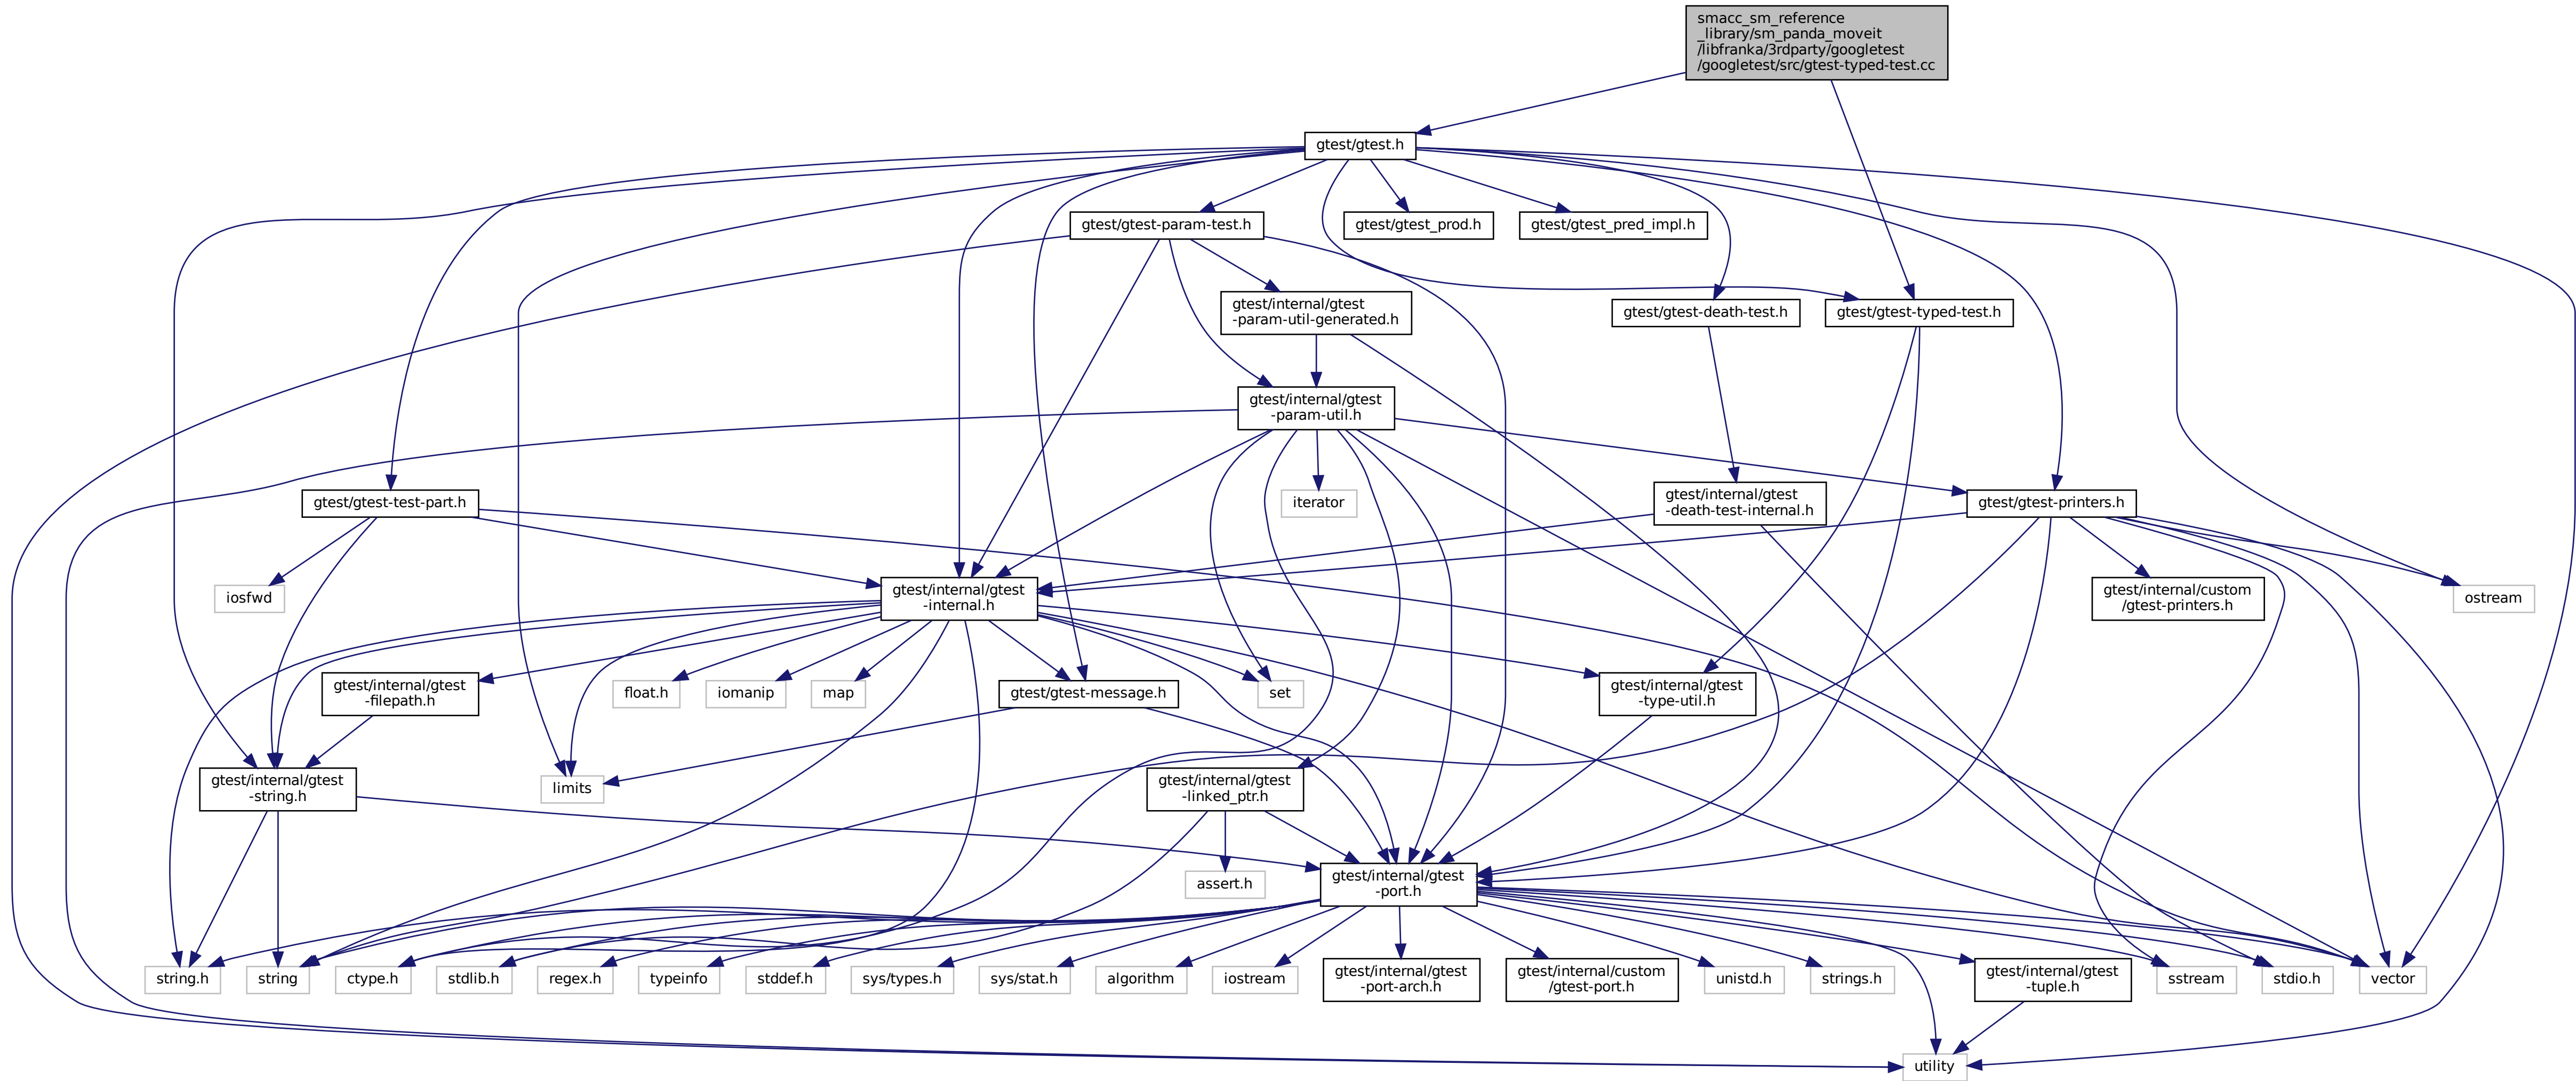 smacc_sm_reference
_library/sm_panda_moveit
/libfranka/3rdparty/googletest
/googletest/src/gtest-typed-test.cc
gtest/gtest.h
gtest/gtest-param-test.h
gtest/gtest_prod.h
gtest/gtest_pred_impl.h
gtest/internal/gtest
-param-util-generated.h
gtest/gtest-death-test.h
gtest/gtest-typed-test.h
gtest/internal/gtest
-param-util.h
gtest/gtest-test-part.h
iterator
gtest/internal/gtest
-death-test-internal.h
gtest/gtest-printers.h
iosfwd
gtest/internal/gtest
-internal.h
gtest/internal/custom
/gtest-printers.h
ostream
gtest/internal/gtest
-filepath.h
float.h
iomanip
map
gtest/gtest-message.h
set
gtest/internal/gtest
-type-util.h
gtest/internal/gtest
-string.h
limits
gtest/internal/gtest
-linked_ptr.h
assert.h
gtest/internal/gtest
-port.h
string.h
string
ctype.h
stdlib.h
regex.h
typeinfo
stddef.h
sys/types.h
sys/stat.h
algorithm
iostream
gtest/internal/gtest
-port-arch.h
gtest/internal/custom
/gtest-port.h
unistd.h
strings.h
gtest/internal/gtest
-tuple.h
sstream
stdio.h
vector
utility